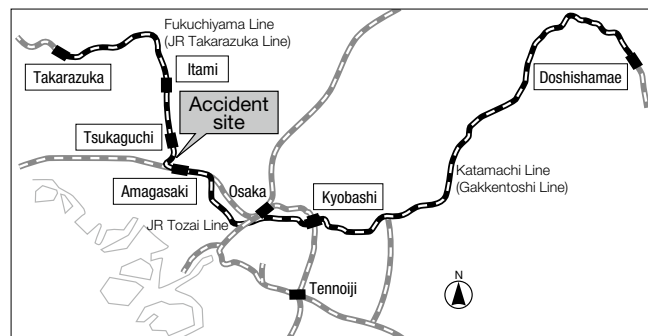 Fukuchiyama Line
(JR Takarazuka Line)
Takarazuka
Itami
Doshishamae
Accident
site
Tsukaguchi
Amagasaki
Osaka
Kyobashi
Katamachi Line
(Gakkentoshi Line)
JR Tozai Line
Tennoiji
N